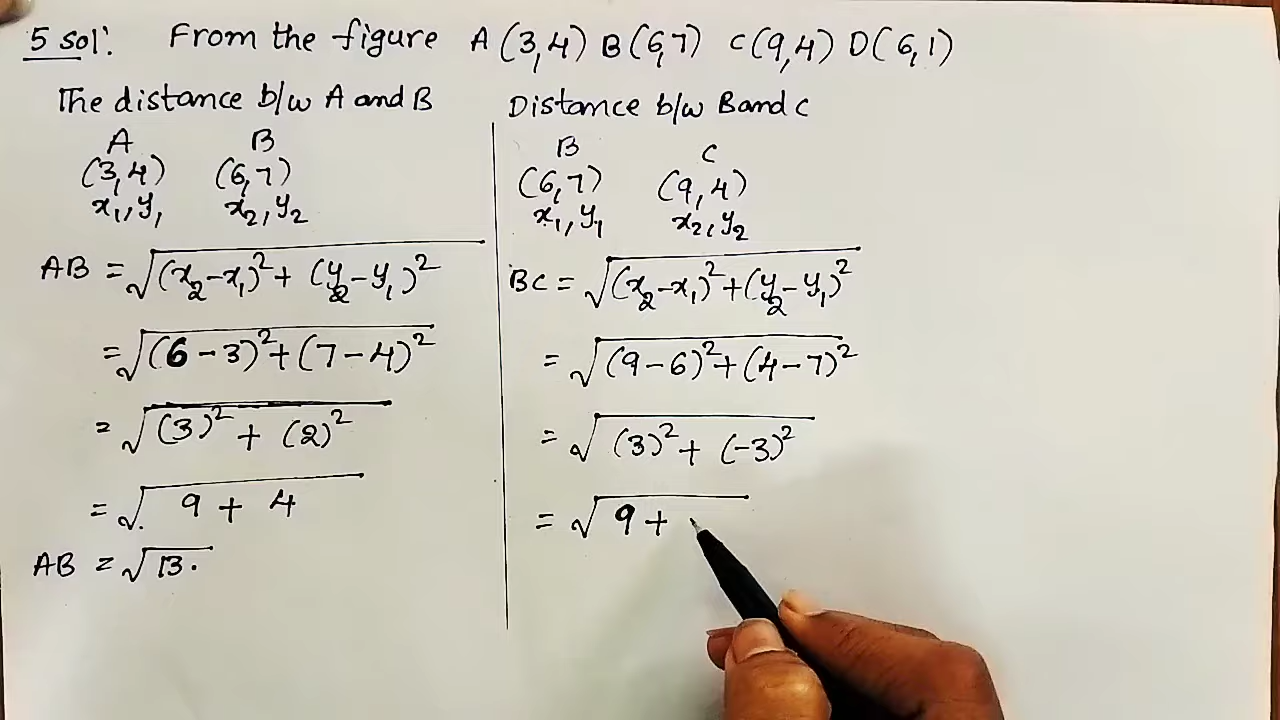 5 sol: From the figure A (3,4) B(6,7) C(9,4) D(6,1)
The distance b/w A and B
A B
(3,4) (6,7)
x₁,y₁ x₂,y₂
AB = √(x₂-x₁)² + (y₂-y₁)²
= √(6-3)² + (7-4)²
= √(3)² + (2)²
= √9 + 4
AB = √13.
Distance b/w B and C
B C
(6,7) (9,4)
x₁,y₁ x₂,y₂
BC = √(x₂-x₁)² + (y₂-y₁)²
= √(9-6)² + (4-7)²
= √(3)² + (-3)²
= √9 +